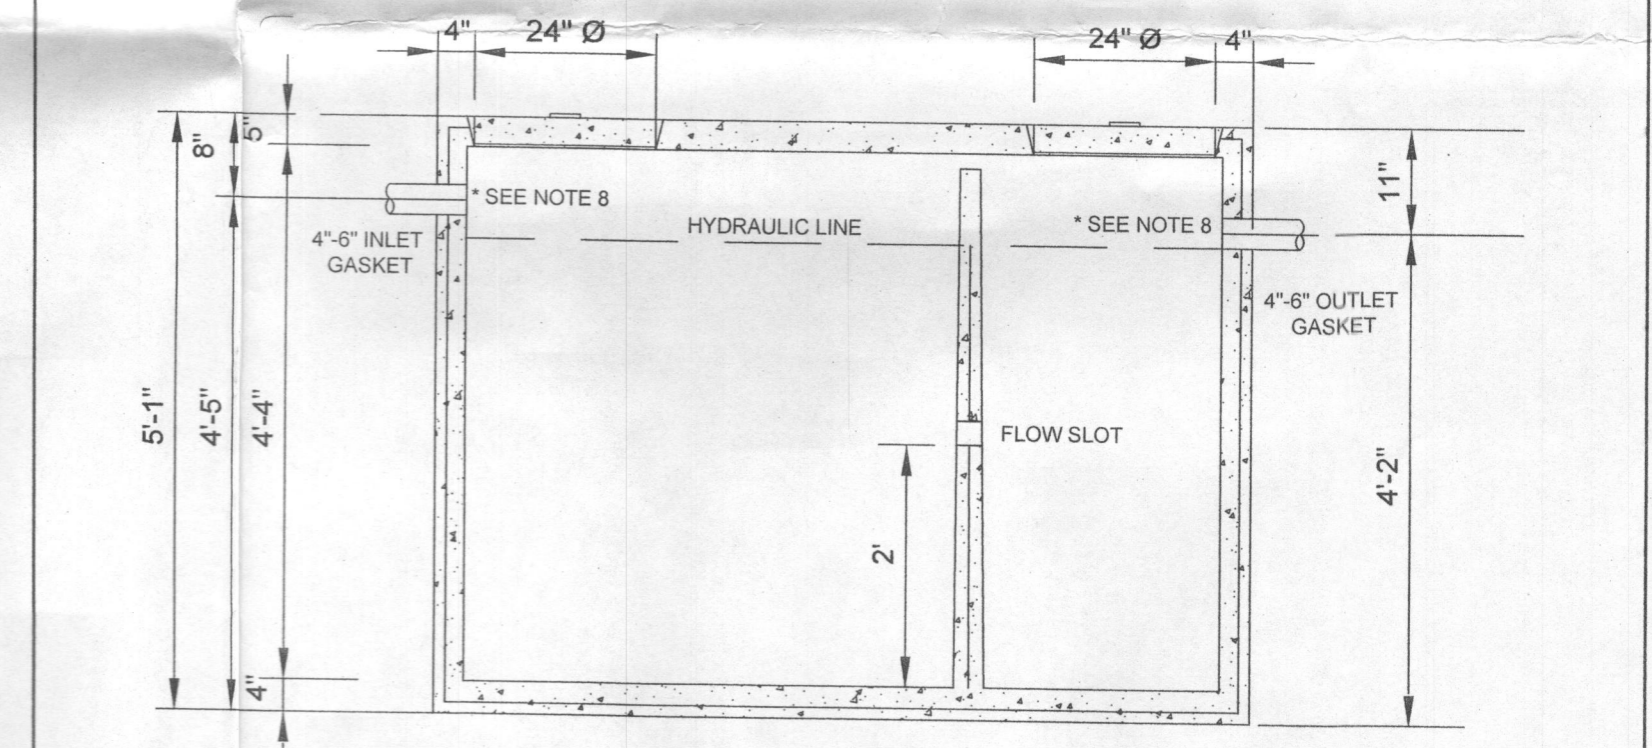 4" 24" Ø 24" Ø 4"
8" 5"
11"
* SEE NOTE 8
HYDRAULIC LINE
* SEE NOTE 8
4"-6" INLET
GASKET
4"-6" OUTLET
GASKET
5'-1" 4'-5" 4'-4"
FLOW SLOT
4'-2"
2'
4"